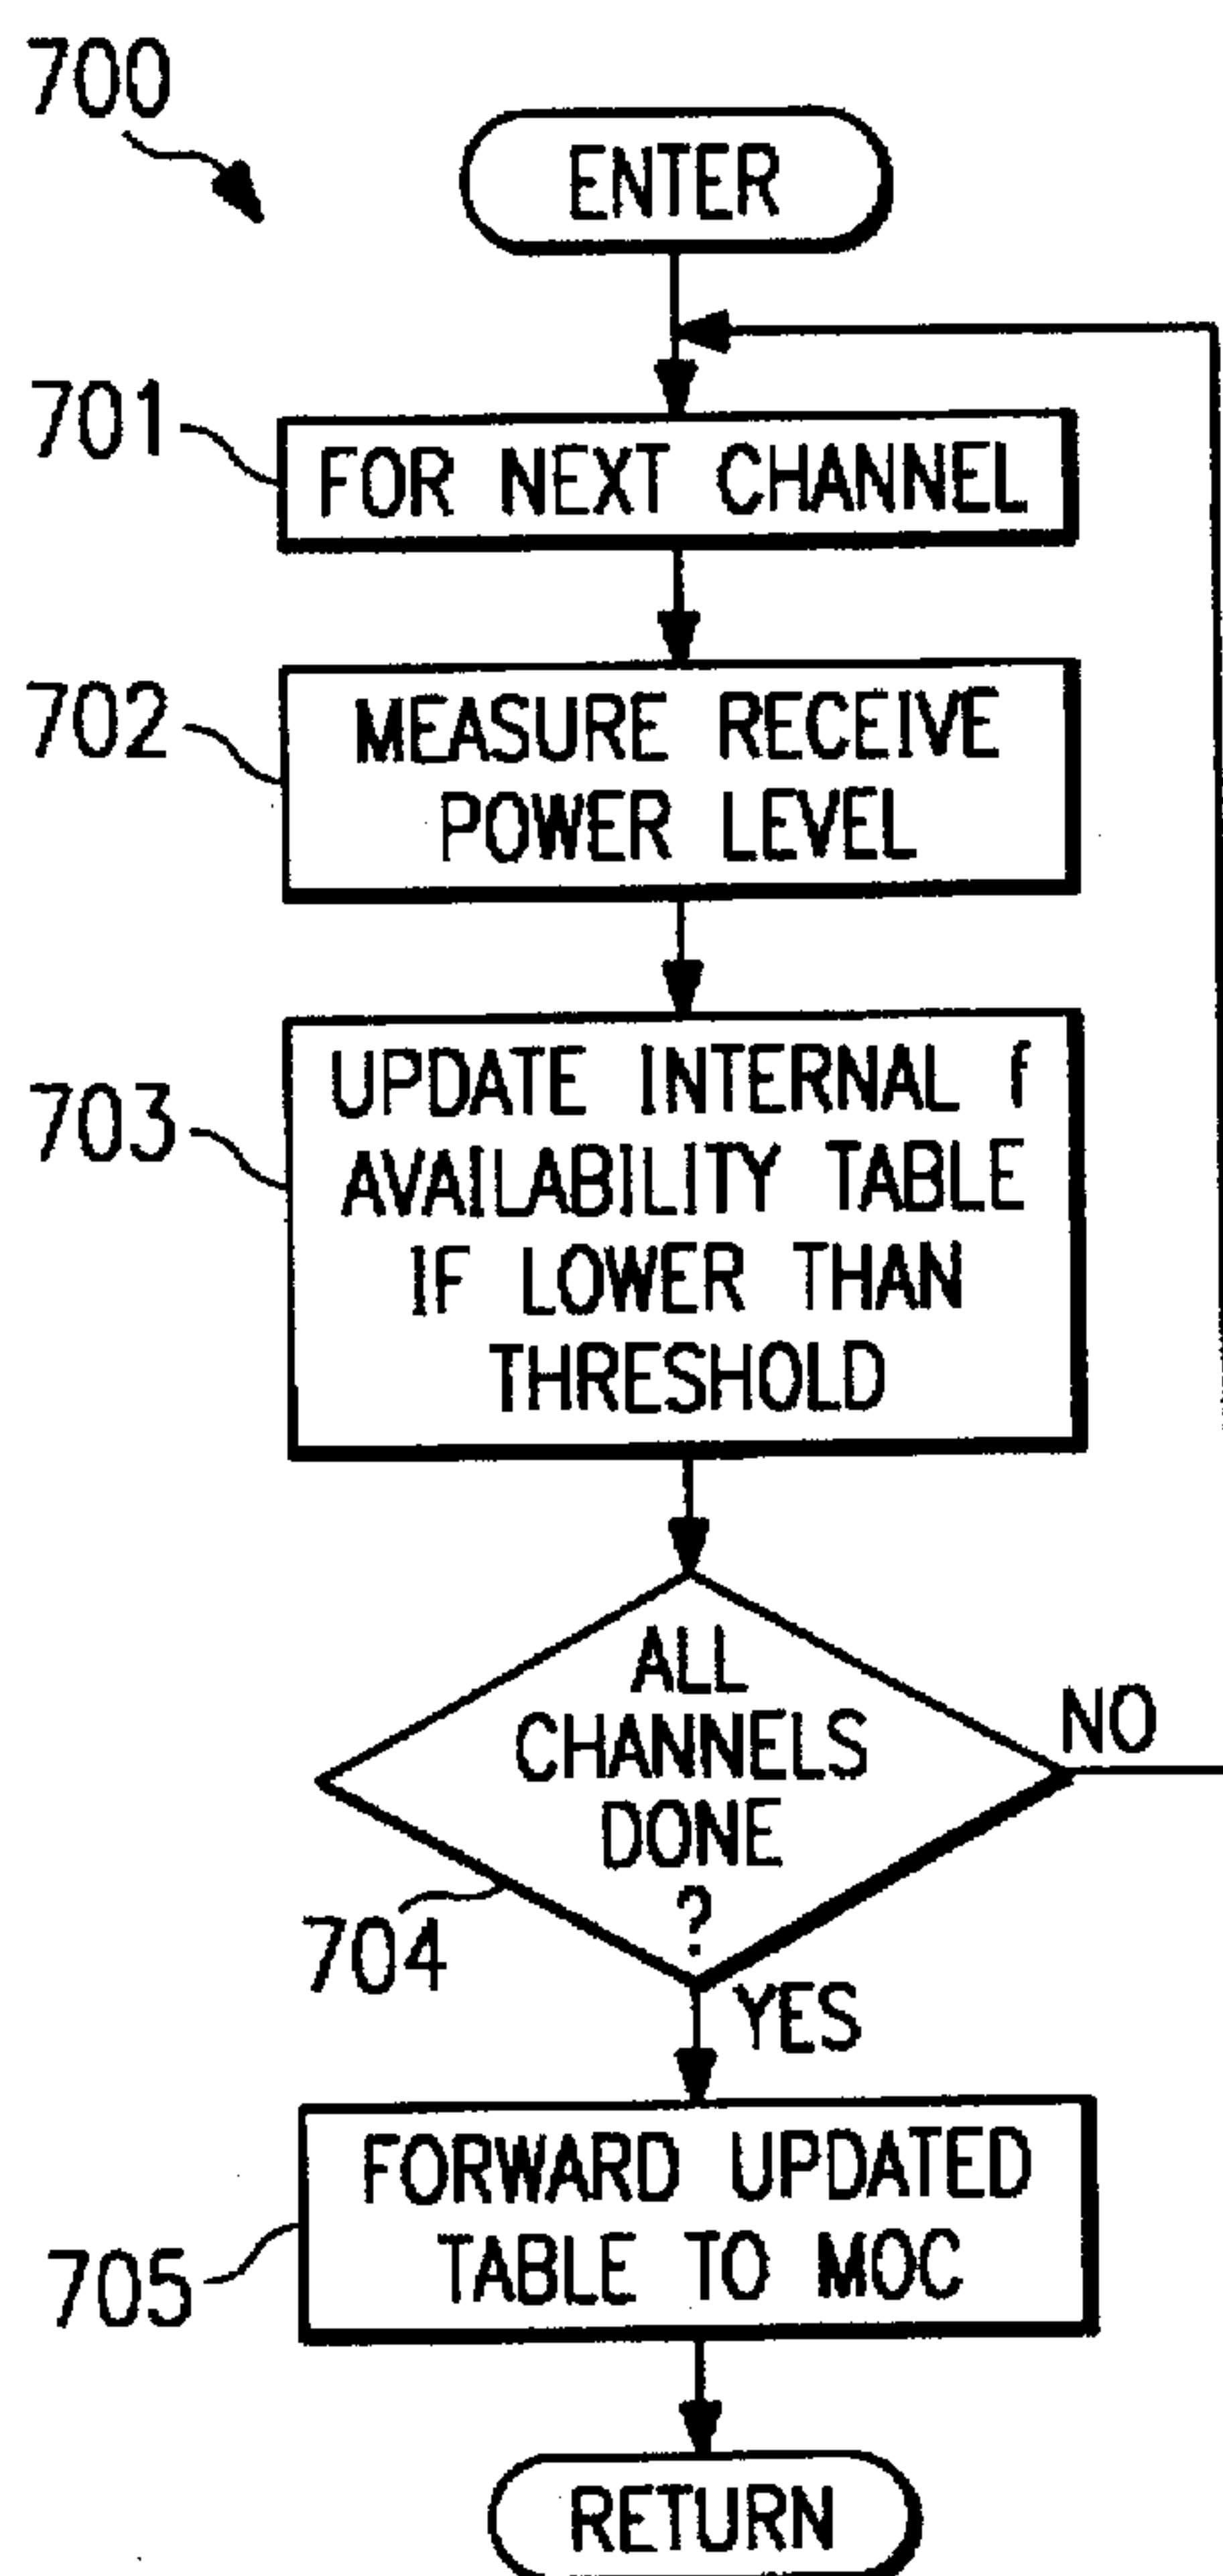 700
ENTER
701
FOR NEXT CHANNEL
702
MEASURE RECEIVE
POWER LEVEL
703
UPDATE INTERNAL f
AVAILABILITY TABLE
IF LOWER THAN
THRESHOLD
ALL
CHANNELS
DONE
?
NO
704
YES
FORWARD UPDATED
TABLE TO MOC
705
RETURN